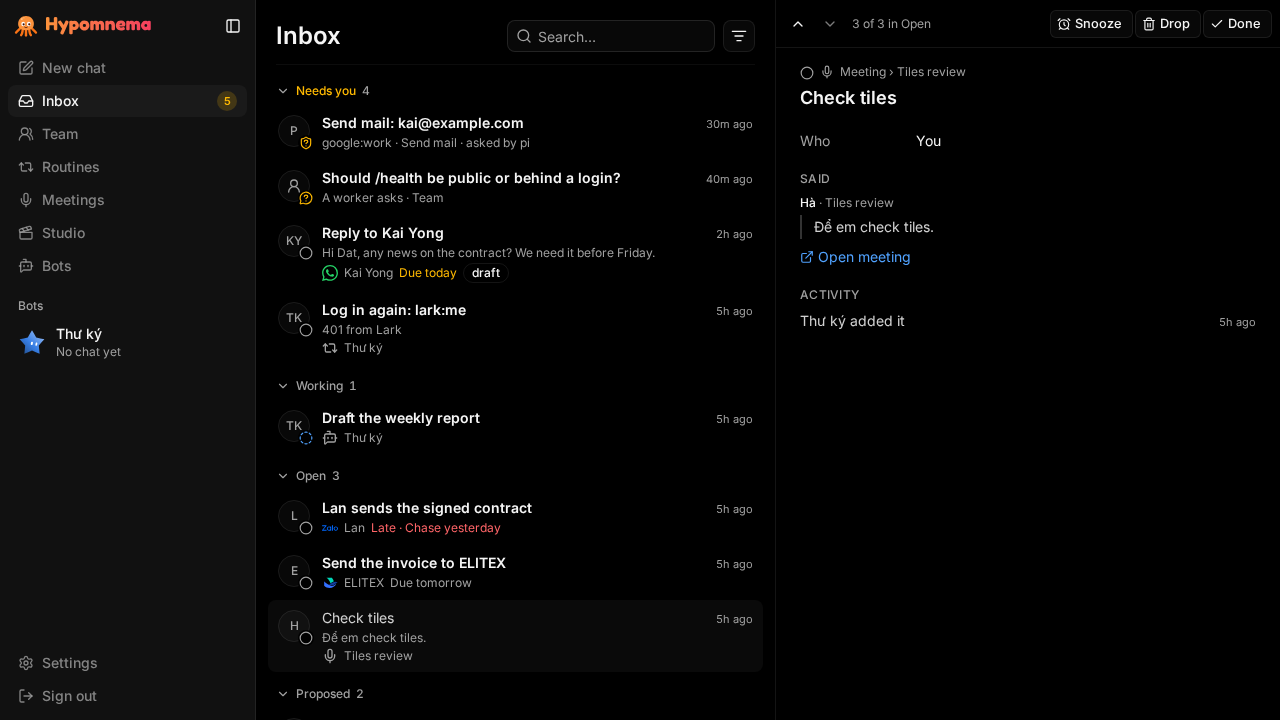 Hypomnema
New chat
Inbox
5
Team
Routines
Meetings
Studio
Bots
Bots
Thư ký
No chat yet
Settings
Sign out
Inbox
Search...
Needs you 4
P
Send mail: kai@example.com
30m ago
google:work · Send mail · asked by pi
Should /health be public or behind a login?
40m ago
A worker asks · Team
KY
Reply to Kai Yong
2h ago
Hi Dat, any news on the contract? We need it before Friday.
Kai Yong Due today draft
TK
Log in again: lark:me
5h ago
401 from Lark
Thư ký
Working 1
TK
Draft the weekly report
5h ago
Thư ký
Open 3
L
Lan sends the signed contract
5h ago
Zalo Lan Late · Chase yesterday
E
Send the invoice to ELITEX
5h ago
ELITEX Due tomorrow
H
Check tiles
5h ago
Để em check tiles.
Tiles review
Proposed 2
3 of 3 in Open
Snooze
Drop
Done
Meeting › Tiles review
Check tiles
Who You
SAID
Hà · Tiles review
Để em check tiles.
Open meeting
ACTIVITY
Thư ký added it
5h ago